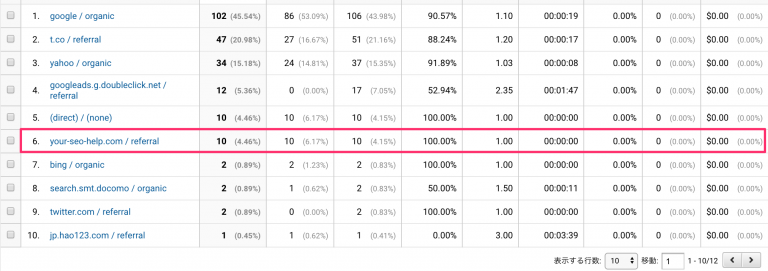 1. google / organic 102 (45.54%) 86 (53.09%) 106 (43.98%) 90.57% 1.10 00:00:19 0.00% 0 (0.00%) $0.00 (0.00%)
2. t.co / referral 47 (20.98%) 27 (16.67%) 51 (21.16%) 88.24% 1.20 00:00:17 0.00% 0 (0.00%) $0.00 (0.00%)
3. yahoo / organic 34 (15.18%) 24 (14.81%) 37 (15.35%) 91.89% 1.03 00:00:08 0.00% 0 (0.00%) $0.00 (0.00%)
4. googleads.g.doubleclick.net / 12 (5.36%) 0 (0.00%) 17 (7.05%) 52.94% 2.35 00:01:47 0.00% 0 (0.00%) $0.00 (0.00%)
referral
5. (direct) / (none) 10 (4.46%) 10 (6.17%) 10 (4.15%) 100.00% 1.00 00:00:00 0.00% 0 (0.00%) $0.00 (0.00%)
6. your-seo-help.com / referral 10 (4.46%) 10 (6.17%) 10 (4.15%) 100.00% 1.00 00:00:00 0.00% 0 (0.00%) $0.00 (0.00%)
7. bing / organic 2 (0.89%) 2 (1.23%) 2 (0.83%) 100.00% 1.00 00:00:00 0.00% 0 (0.00%) $0.00 (0.00%)
8. search.smt.docomo / organic 2 (0.89%) 1 (0.62%) 2 (0.83%) 50.00% 1.50 00:00:11 0.00% 0 (0.00%) $0.00 (0.00%)
9. twitter.com / referral 2 (0.89%) 0 (0.00%) 2 (0.83%) 100.00% 1.00 00:00:00 0.00% 0 (0.00%) $0.00 (0.00%)
10. jp.hao123.com / referral 1 (0.45%) 1 (0.62%) 1 (0.41%) 0.00% 3.00 00:03:39 0.00% 0 (0.00%) $0.00 (0.00%)
表示する行数: 10 移動: 1 1 - 10/12